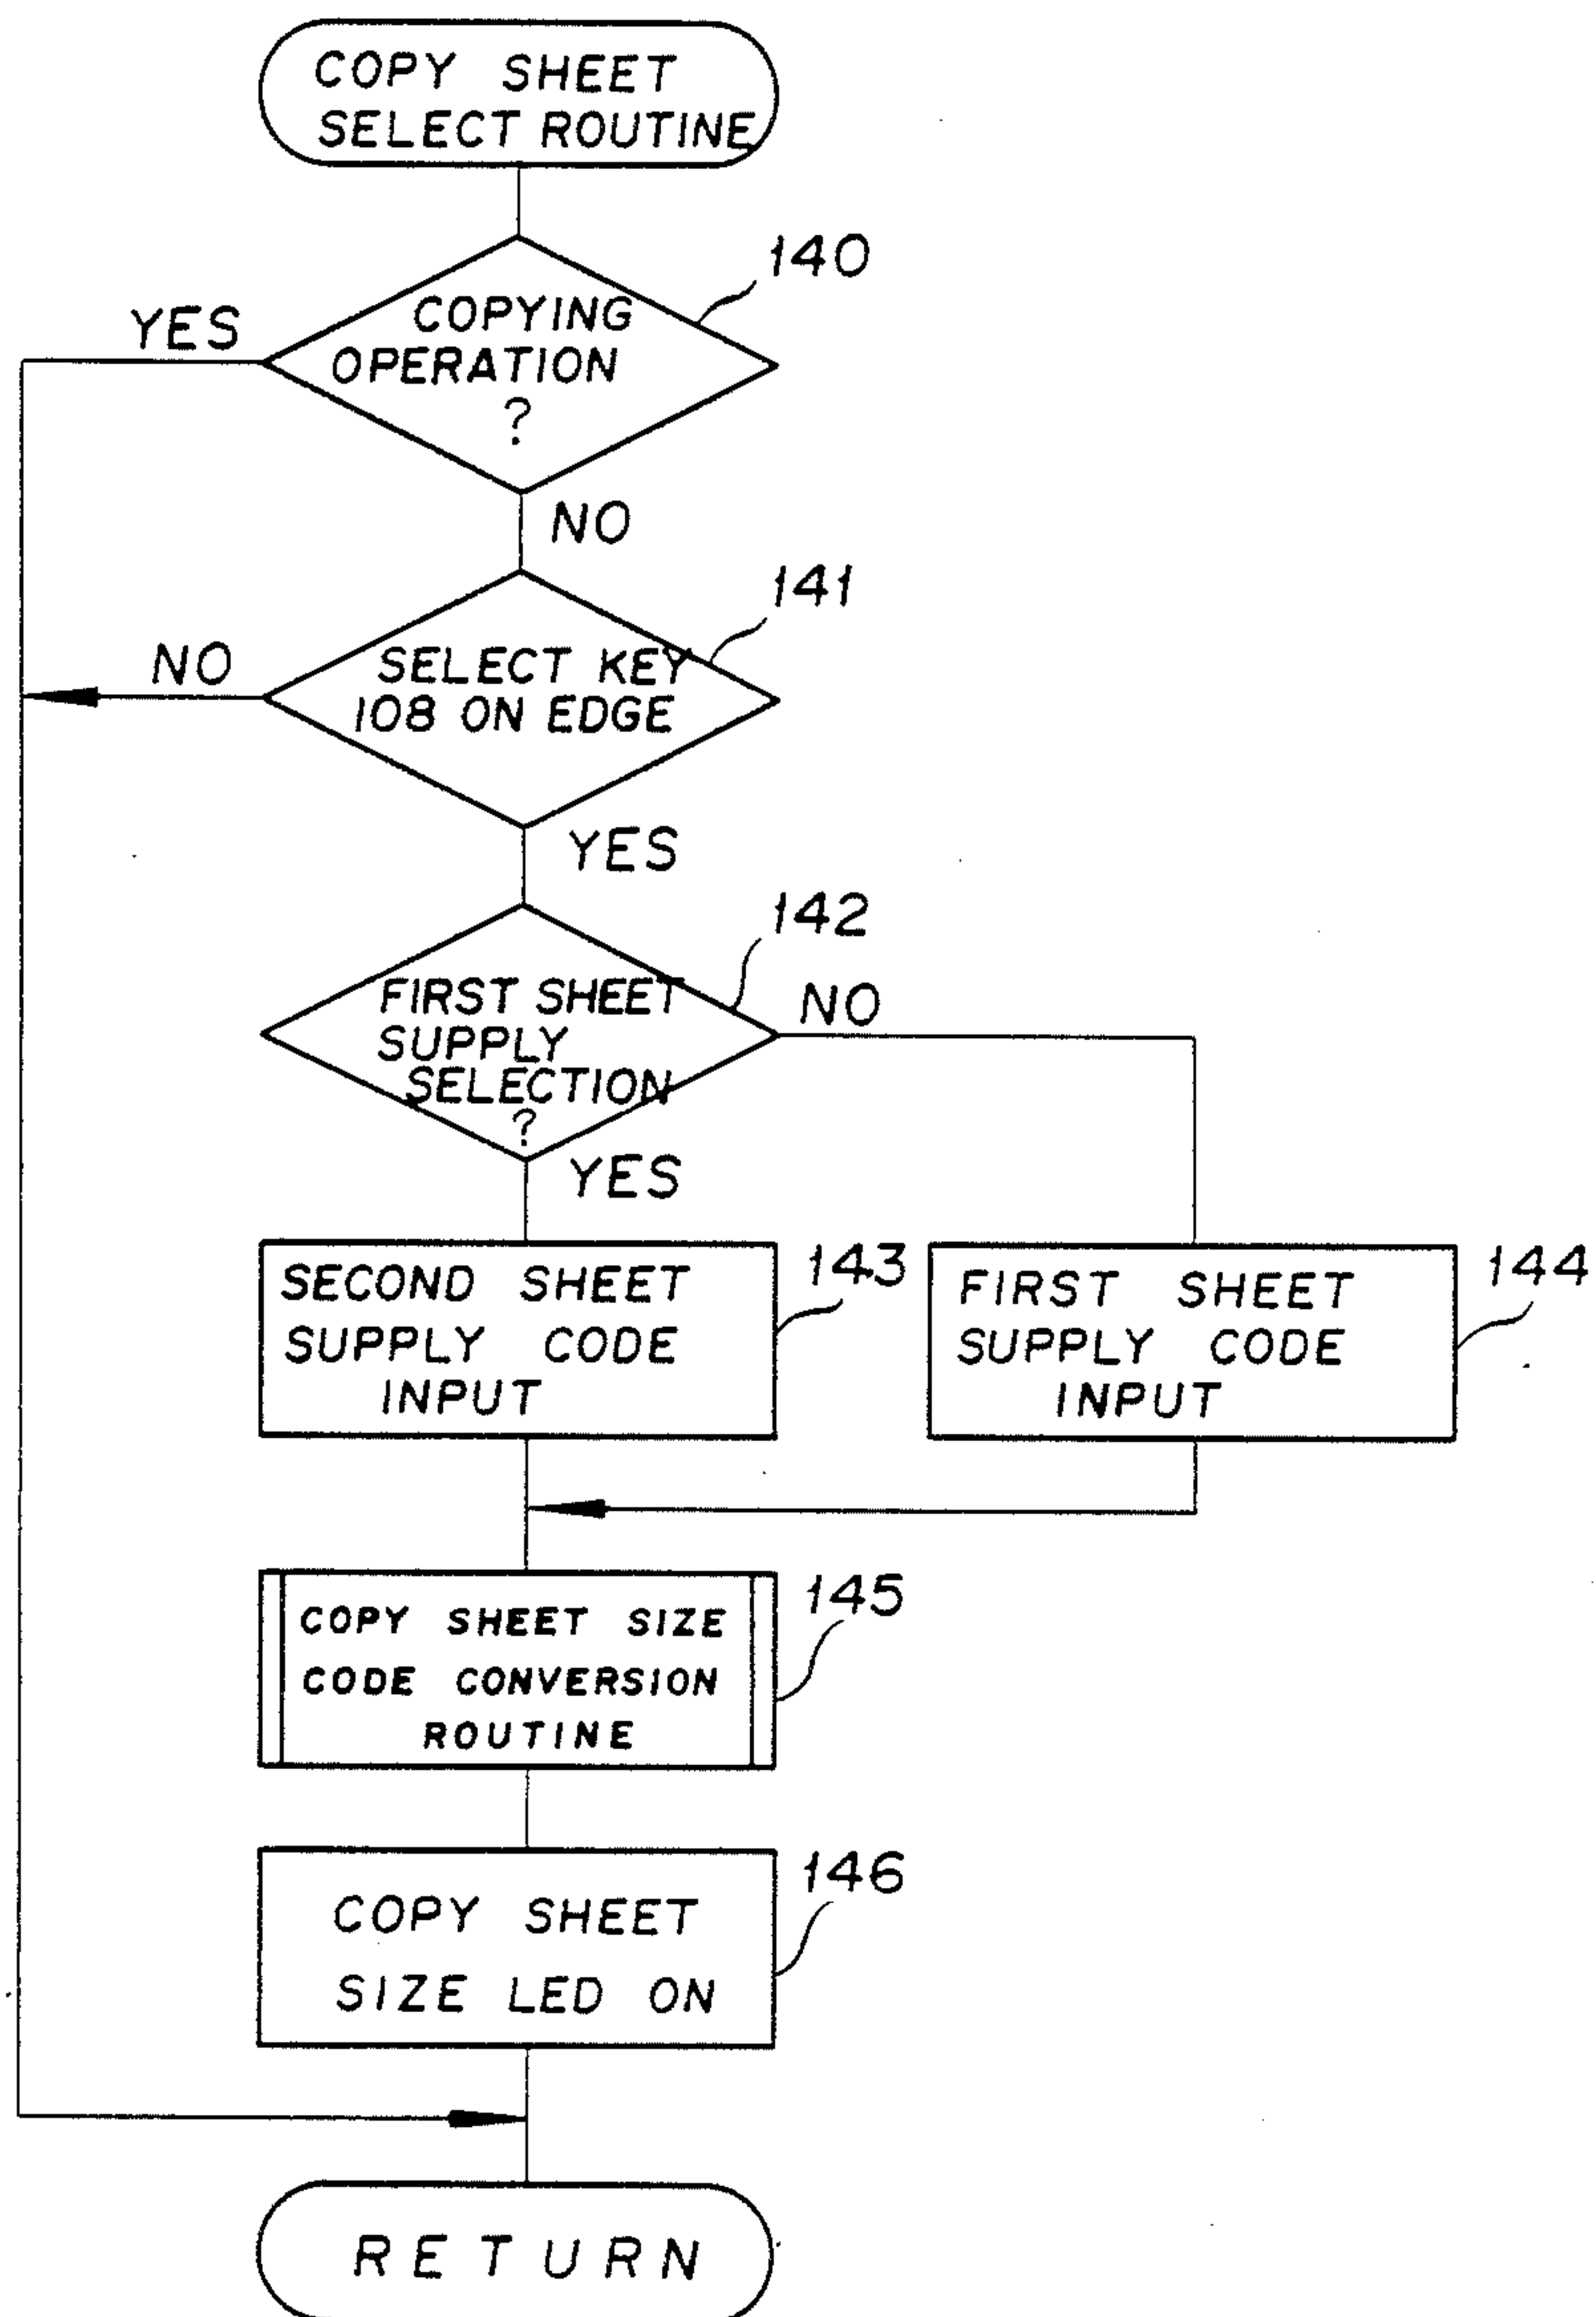 COPY SHEET
SELECT ROUTINE
140
YES
COPYING
OPERATION
?
NO
141
NO
SELECT KEY
108 ON EDGE
YES
142
FIRST SHEET
SUPPLY
SELECTION
?
NO
YES
143
SECOND SHEET
SUPPLY CODE
INPUT
144
FIRST SHEET
SUPPLY CODE
INPUT
145
COPY SHEET SIZE
CODE CONVERSION
ROUTINE
146
COPY SHEET
SIZE LED ON
RETURN